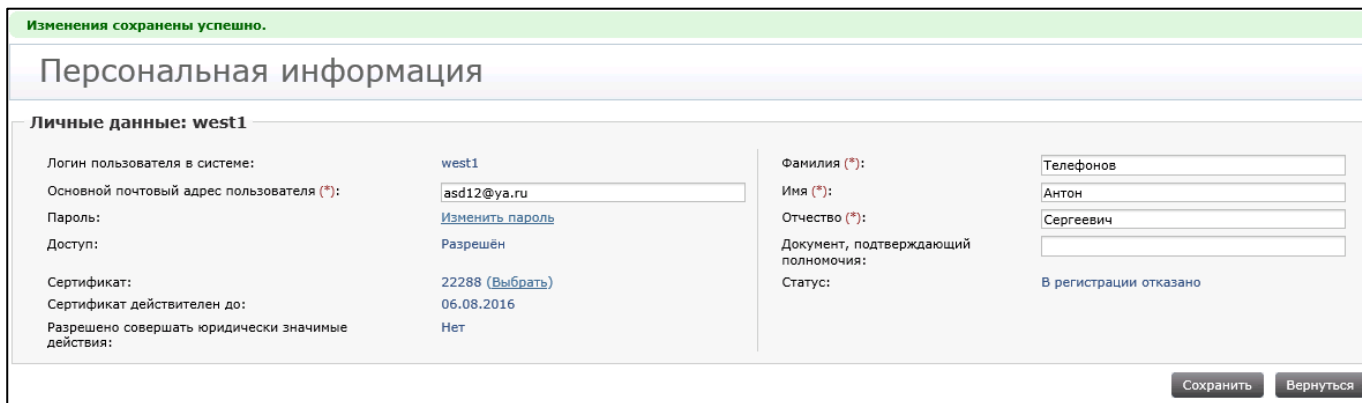 Изменения сохранены успешно.
Персональная информация
Личные данные: west1
Логин пользователя в системе: west1
Основной почтовый адрес пользователя (*): asd12@ya.ru
Пароль: Изменить пароль
Доступ: Разрешён
Сертификат: 22288 (Выбрать)
Сертификат действителен до: 06.08.2016
Разрешено совершать юридически значимые
действия: Нет
Фамилия (*): Телефонов
Имя (*): Антон
Отчество (*): Сергеевич
Документ, подтверждающий
полномочия:
Статус: В регистрации отказано
Сохранить Вернуться